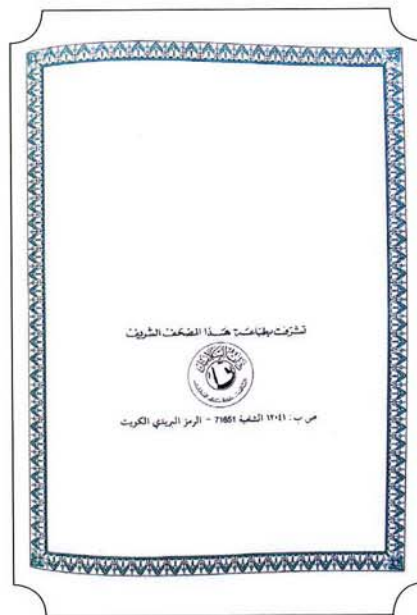 تشرفت بطباعة هذا المصحف الشريف
ص ب : ١٢٠٤١ الشامية 71651 - الرمز البريدي الكويت